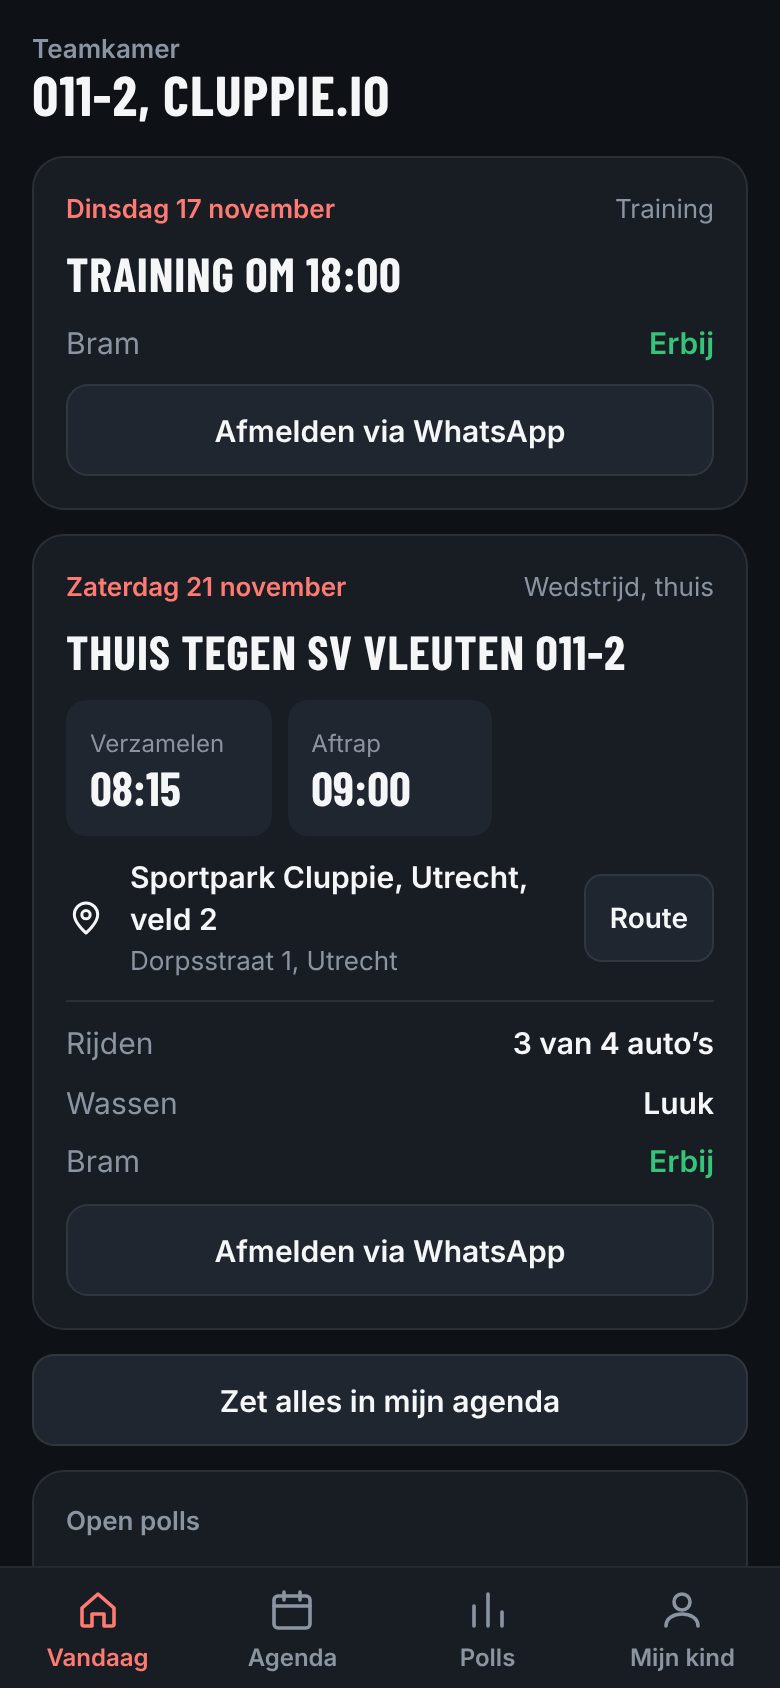 Teamkamer
O11-2, CLUPPIE.IO
Dinsdag 17 november
Training
TRAINING OM 18:00
Bram
Erbij
Afmelden via WhatsApp
Zaterdag 21 november
Wedstrijd, thuis
THUIS TEGEN SV VLEUTEN O11-2
Verzamelen
Aftrap
08:15
09:00
Sportpark Cluppie, Utrecht,
veld 2
Dorpsstraat 1, Utrecht
Route
Rijden
3 van 4 auto’s
Wassen
Luuk
Bram
Erbij
Afmelden via WhatsApp
Zet alles in mijn agenda
Open polls
Vandaag
Agenda
Polls
Mijn kind